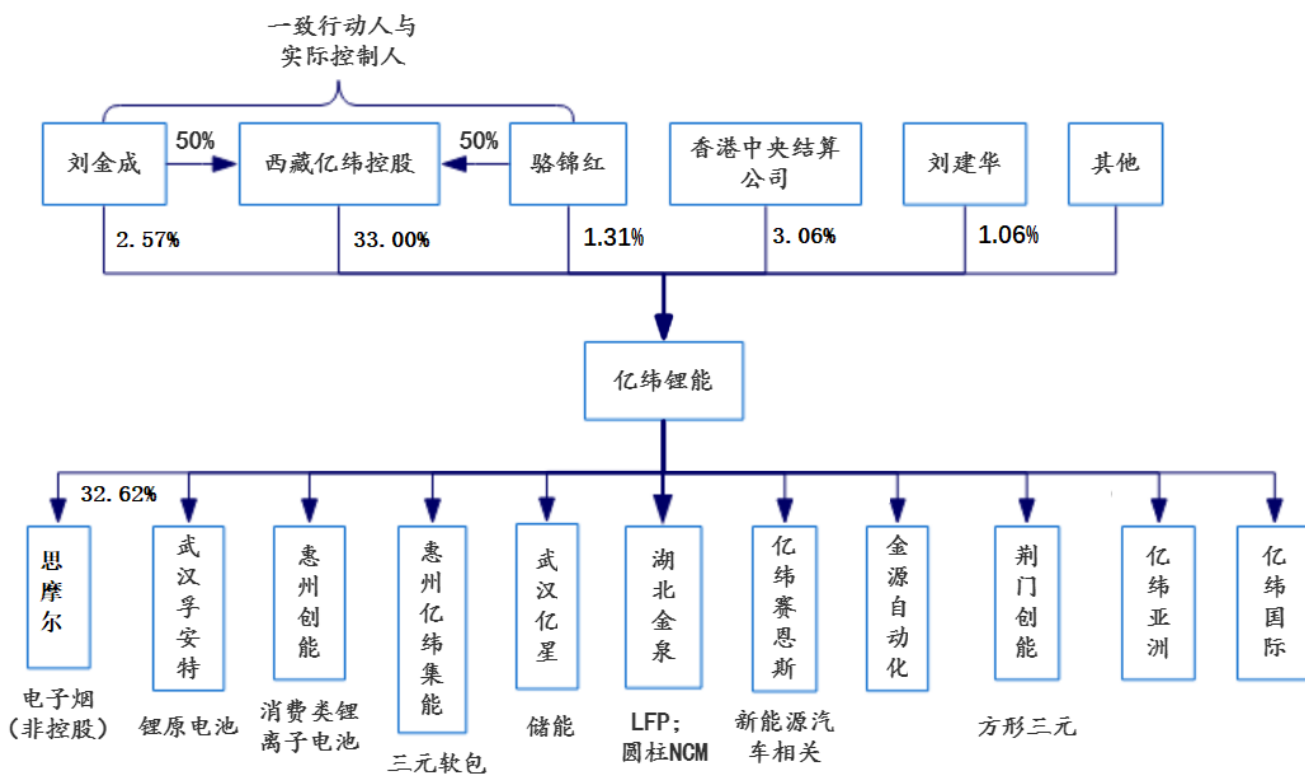 一致行动人与
实际控制人
刘金成
50%
西藏亿纬控股
50%
骆锦红
香港中央结算
公司
刘建华
其他
2.57%
33.00%
1.31%
3.06%
1.06%
亿纬锂能
32.62%
思摩尔
武汉孚安特
惠州创能
惠州亿纬集能
武汉亿星
湖北金泉
亿纬赛恩斯
金源自动化
荆门创能
亿纬亚洲
亿纬国际
电子烟
（非控股）
锂原电池
消费类锂
离子电池
三元软包
储能
LFP；
圆柱NCM
新能源汽
车相关
方形三元